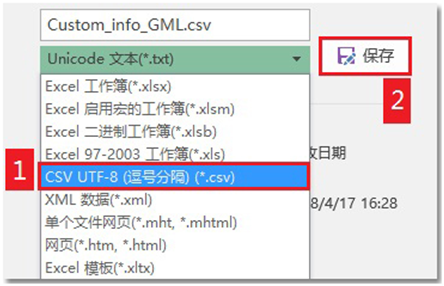 Custom_info_GML.csv
Unicode 文本(*.txt)
保存
2
Excel 工作簿(*.xlsx)
Excel 启用宏的工作簿(*.xlsm)
Excel 二进制工作簿(*.xlsb)
Excel 97-2003 工作簿(*.xls)
改日期
1
CSV UTF-8 (逗号分隔) (*.csv)
XML 数据(*.xml)
8/4/17 16:28
单个文件网页(*.mht, *.mhtml)
网页(*.htm, *.html)
Excel 模板(*.xltx)